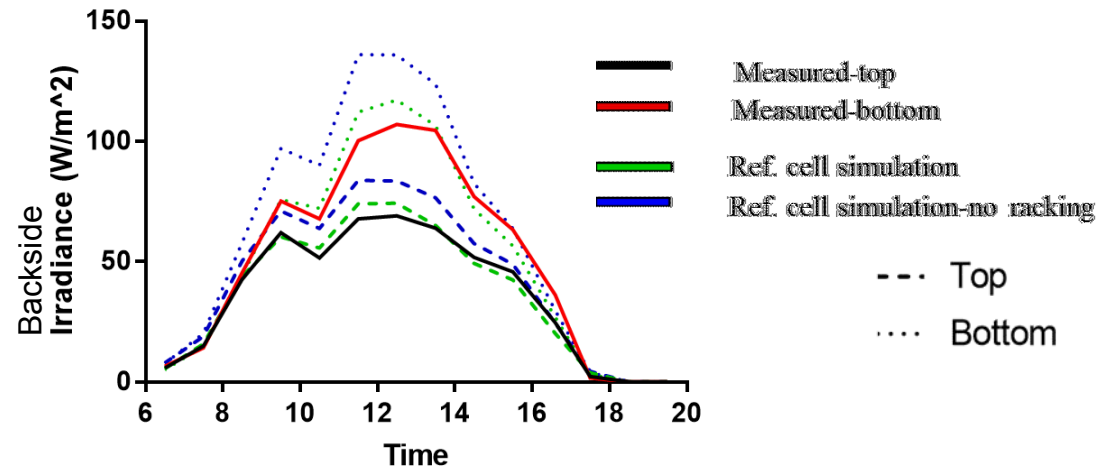 150
100
50
0
Backside
Irradiance (W/m^2)
6 8 10 12 14 16 18 20
Time
Measured-top
Measured-bottom
Ref. cell simulation
Ref. cell simulation-no racking
Top
Bottom